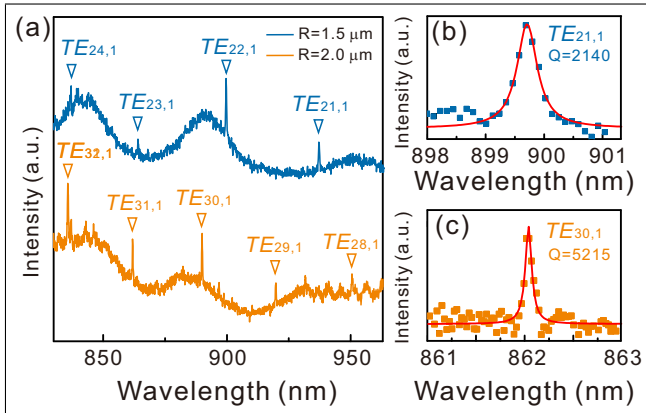 (a)
R=1.5 μm
R=2.0 μm
TE24,1
TE23,1
TE22,1
TE21,1
TE32,1
TE31,1
TE30,1
TE29,1
TE28,1
Intensity (a.u.)
850 900 950
Wavelength (nm)
(b)
TE21,1
Q=2140
Intensity (a.u.)
898 899 900 901
Wavelength (nm)
(c)
TE30,1
Q=5215
Intensity (a.u.)
861 862 863
Wavelength (nm)